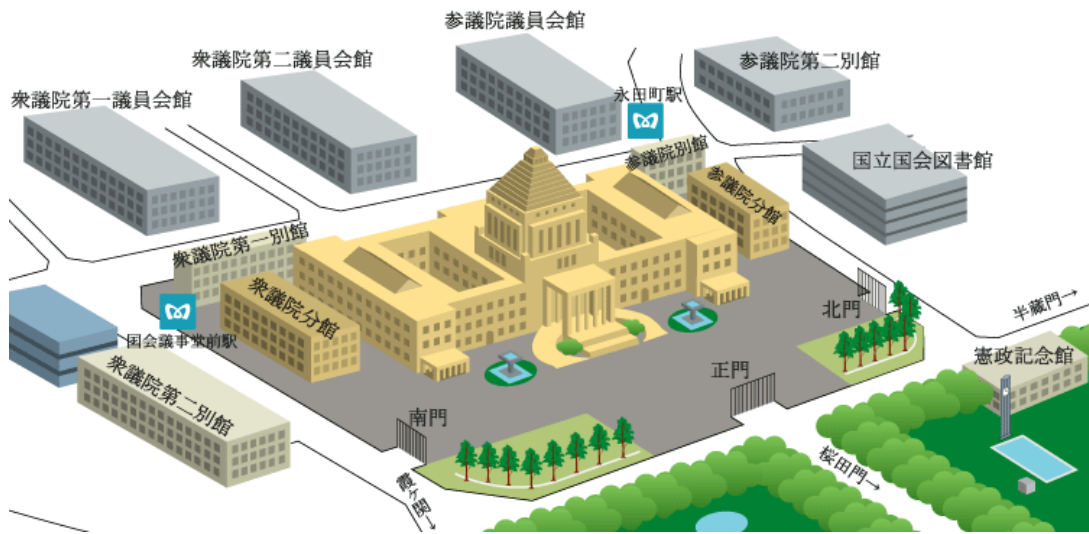 参議院議員会館
衆議院第二議員会館
参議院第二別館
衆議院第一議員会館
永田町駅
参議院別館
国立国会図書館
参議院分館
衆議院第一別館
衆議院分館
北門
半蔵門→
国会議事堂前駅
憲政記念館
正門
衆議院第二別館
南門
桜田門→
霞ヶ関→